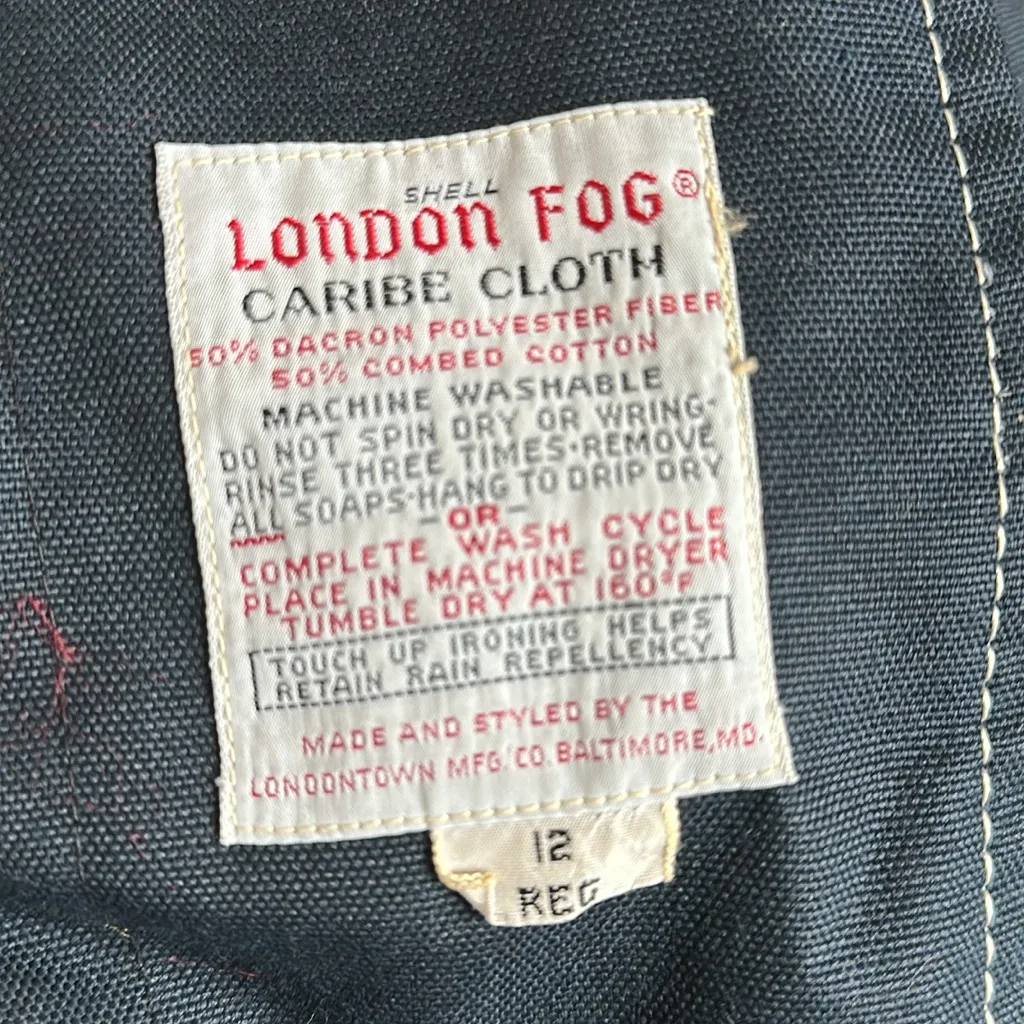 SHELL
LONDON FOG®
CARIBE CLOTH
50% DACRON POLYESTER FIBER
50% COMBED COTTON
MACHINE WASHABLE
DO NOT SPIN DRY OR WRING-
RINSE THREE TIMES-REMOVE
ALL SOAPS-HANG TO DRIP DRY
-OR-
COMPLETE WASH CYCLE
PLACE IN MACHINE DRYER
TUMBLE DRY AT 160°F
TOUCH UP IRONING HELPS
RETAIN RAIN REPELLENCY
MADE AND STYLED BY THE
LONDONTOWN MFG. CO. BALTIMORE, MD.
12
REG